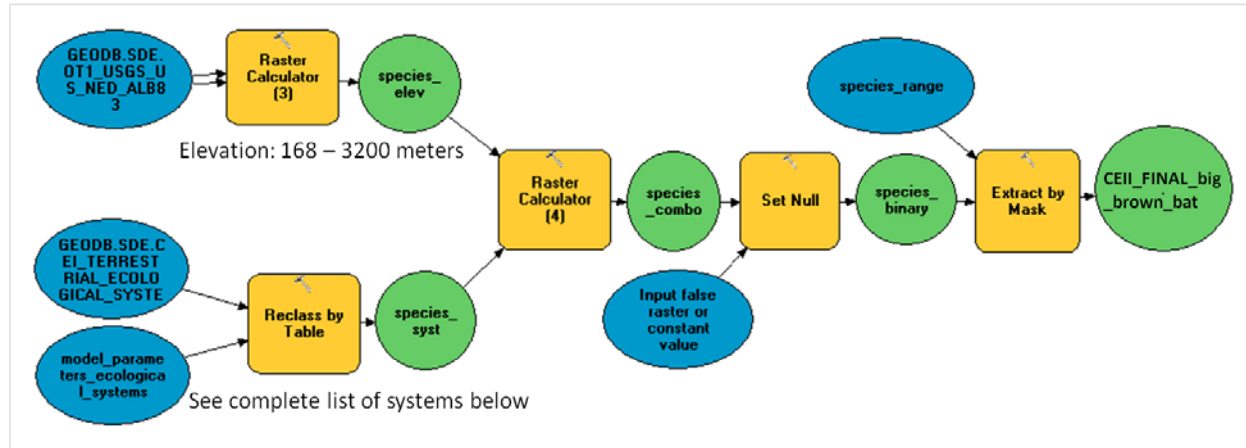 GEODB.SDE.
OT1_USGS_U
S_NED_ALB8
3
Raster
Calculator
(3)
species_
elev
Elevation: 168 – 3200 meters
species_range
Raster
Calculator
(4)
species
_combo
Set Null
species_
binary
Extract by
Mask
CEII_FINAL_big
_brown_bat
GEODB.SDE.C
EI_TERREST
RIAL_ECOLO
GICAL_SYSTE
Reclass by
Table
species_
syst
Input false
raster or
constant
value
model_parame
ters_ecologica
l_systems
See complete list of systems below